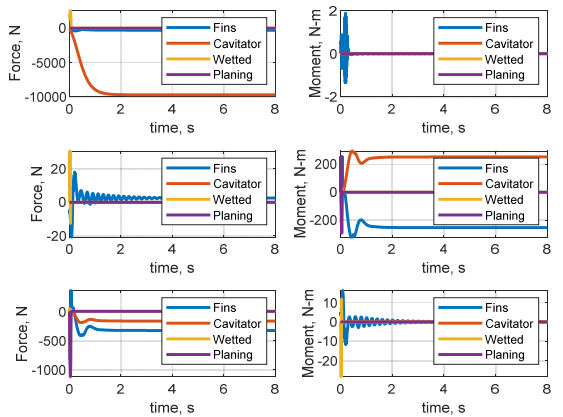 0
-5000
-10000
Force, N
0 2 4 6 8
time, s
Fins
Cavitator
Wetted
Planing
2
0
-2
Moment, N-m
0 2 4 6 8
time, s
Fins
Cavitator
Wetted
Planing
20
0
-20
Force, N
0 2 4 6 8
time, s
Fins
Cavitator
Wetted
Planing
200
0
-200
Moment, N-m
0 2 4 6 8
time, s
Fins
Cavitator
Wetted
Planing
0
-500
-1000
Force, N
0 2 4 6 8
time, s
Fins
Cavitator
Wetted
Planing
10
0
-10
Moment, N-m
0 2 4 6 8
time, s
Fins
Cavitator
Wetted
Planing